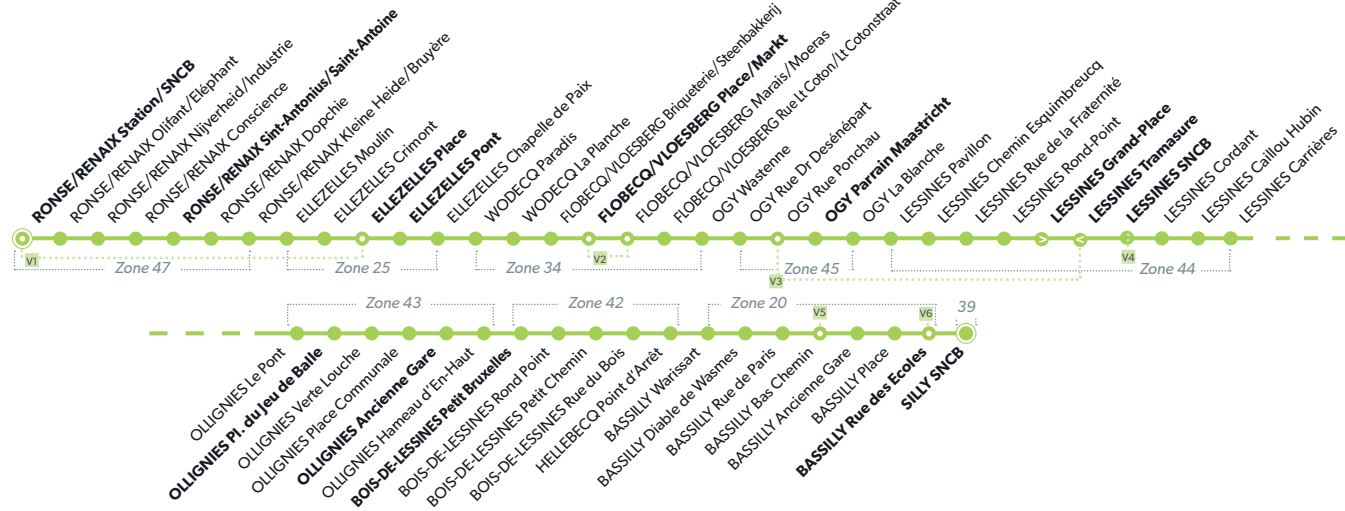 RONSE/RENAIX Station/SNCB
RONSE/RENAIX Olifant/Eléphant
RONSE/RENAIX Nijverheid/Industrie
RONSE/RENAIX Conscience
RONSE/RENAIX Sint-Antonius/Saint-Antoine
RONSE/RENAIX Dopchie
RONSE/RENAIX Kleine Heide/Bruyère
ELLEZELLES Moulin
ELLEZELLES Crimont
ELLEZELLES Place
ELLEZELLES Pont
ELLEZELLES Chapelle de Paix
WODECQ Paradis
WODECQ La Planche
FLOBECQ/VLOESBERG Briqueterie/Steenbakkerij
FLOBECQ/VLOESBERG Place/Markt
FLOBECQ/VLOESBERG Marais/Moeras
FLOBECQ/VLOESBERG Rue Lt Coton/Lt Cotonstraat
OGY Wastenne
OGY Rue Dr Desénépart
OGY Rue Ponchau
OGY Parrain Maastricht
OGY La Blanche
LESSINES Pavillon
LESSINES Chemin Esquimbreucq
LESSINES Rue de la Fraternité
LESSINES Rond-Point
LESSINES Grand-Place
LESSINES Tramasure
LESSINES SNCB
LESSINES Cordant
LESSINES Caillou Hubin
LESSINES Carrières
V1
V2
V3
V4
Zone 47
Zone 25
Zone 34
Zone 45
Zone 44
Zone 43
Zone 42
Zone 20
39
V5
V6
OLLIGNIES Le Pont
OLLIGNIES Pl. du Jeu de Balle
OLLIGNIES Verte Louche
OLLIGNIES Place Communale
OLLIGNIES Ancienne Gare
OLLIGNIES Hameau d'En-Haut
BOIS-DE-LESSINES Petit Bruxelles
BOIS-DE-LESSINES Rond Point
BOIS-DE-LESSINES Petit Chemin
BOIS-DE-LESSINES Rue du Bois
HELLEBECQ Point d'Arrêt
BASSILLY Warissart
BASSILLY Diable de Wasmes
BASSILLY Rue de Paris
BASSILLY Bas Chemin
BASSILLY Ancienne Gare
BASSILLY Place
BASSILLY Rue des Ecoles
SILLY SNCB